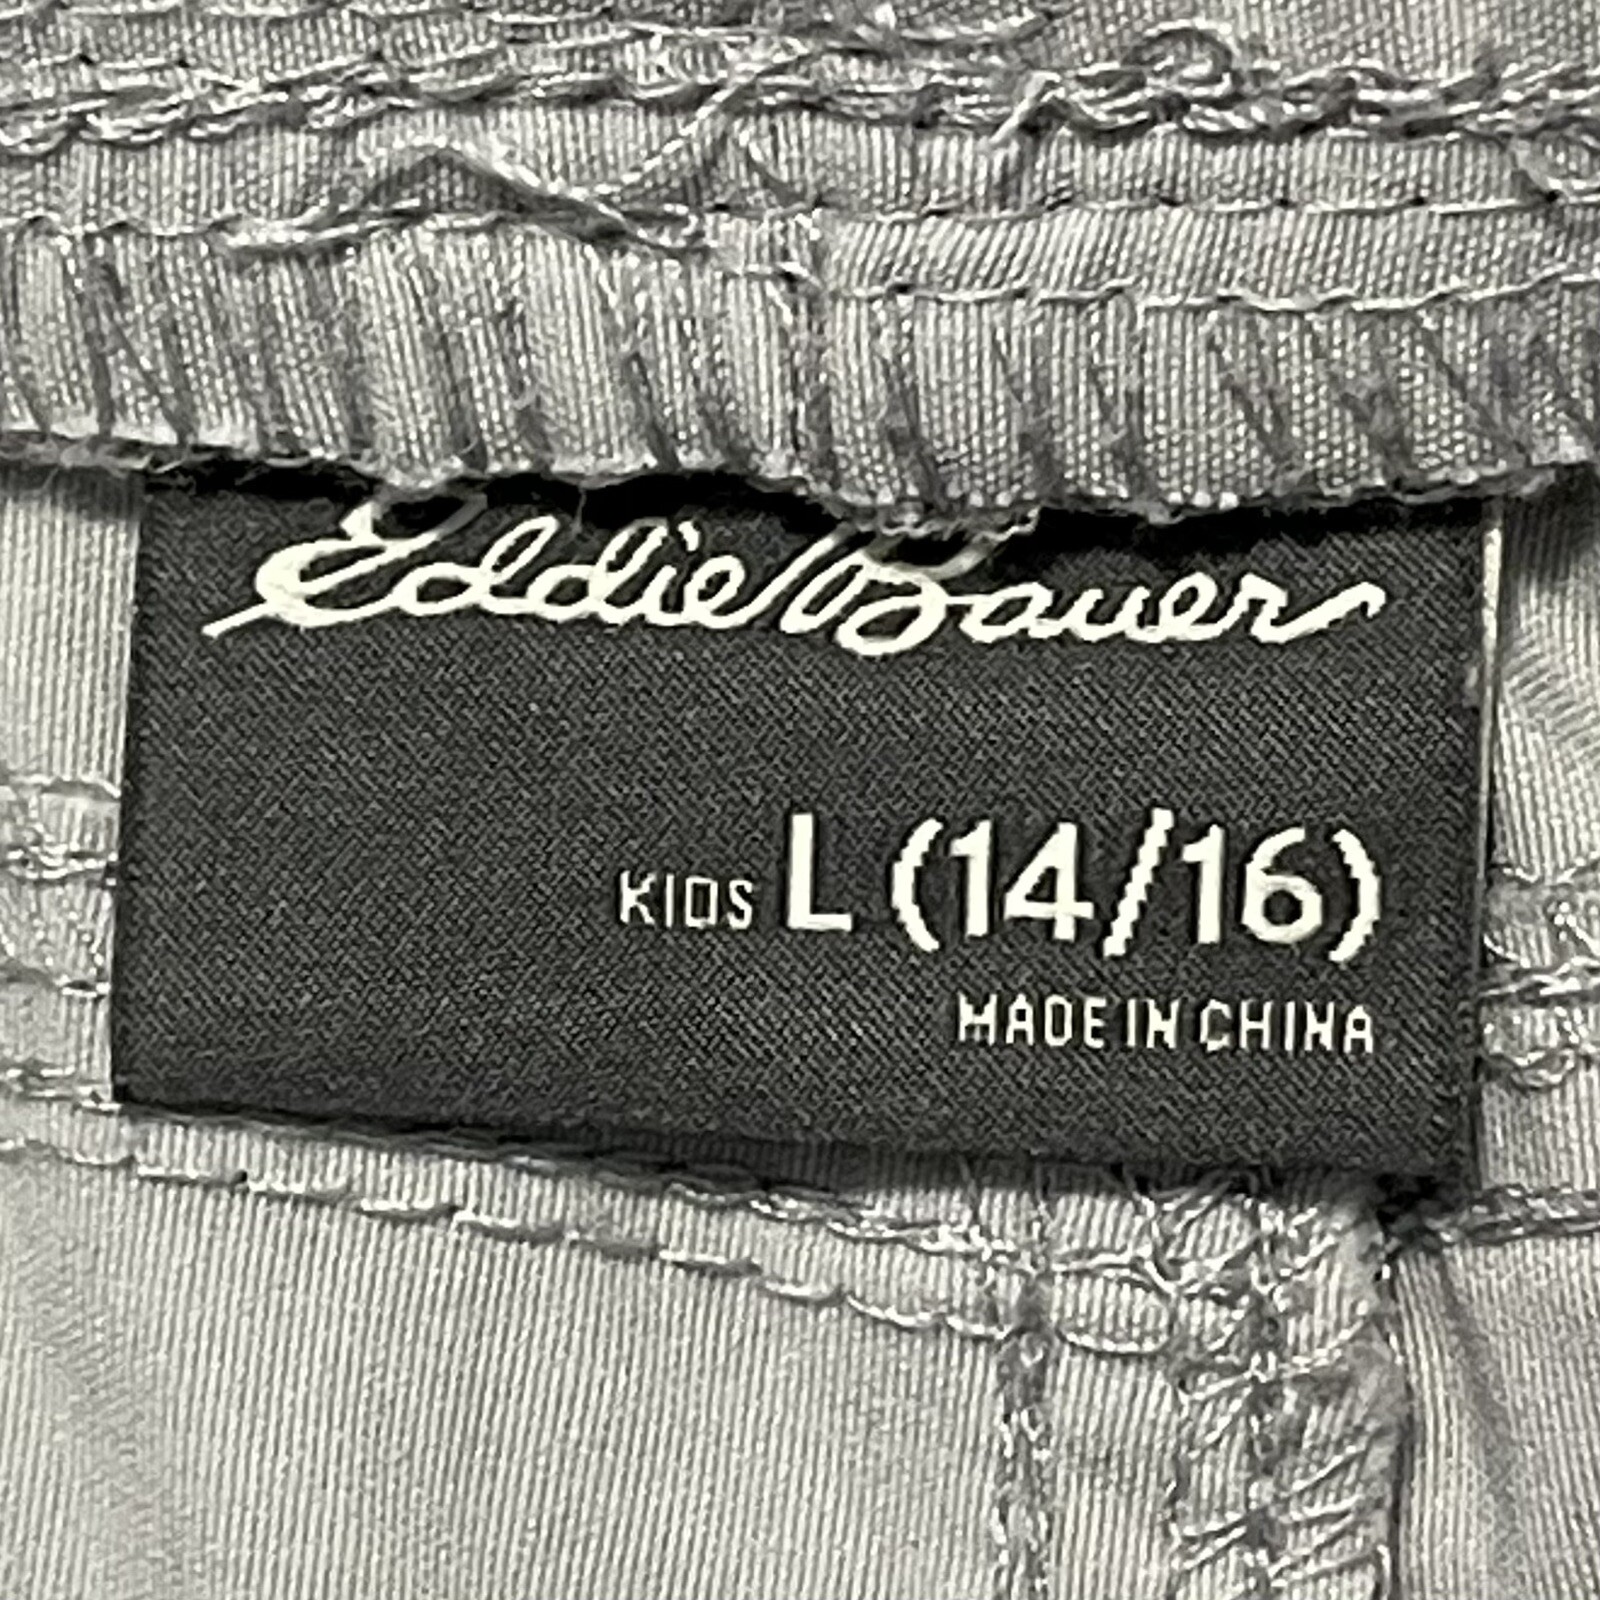 Eddie Bauer
KIDS L (14/16)
MADE IN CHINA